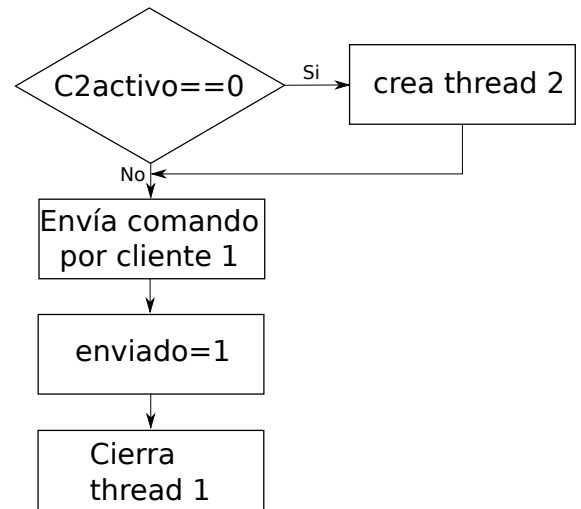 C2activo==0
Si
crea thread 2
No
Envía comando
por cliente 1
enviado=1
Cierra
thread 1